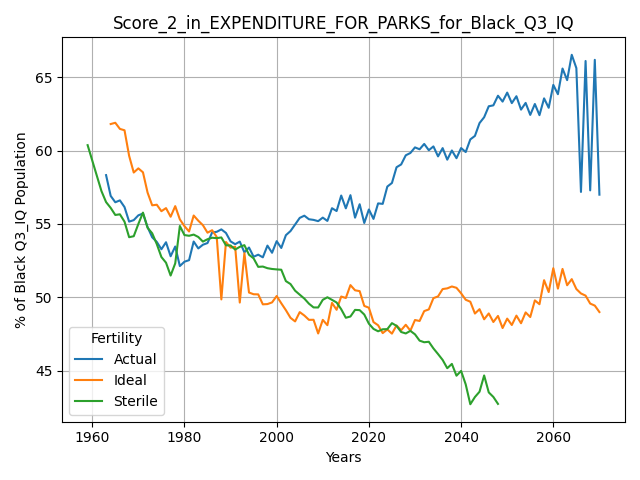 Score_2_in_EXPENDITURE_FOR_PARKS_for_Black_Q3_IQ
% of Black Q3_IQ Population
65
60
55
50
45
Fertility
Actual
Ideal
Sterile
1960 1980 2000 2020 2040 2060
Years